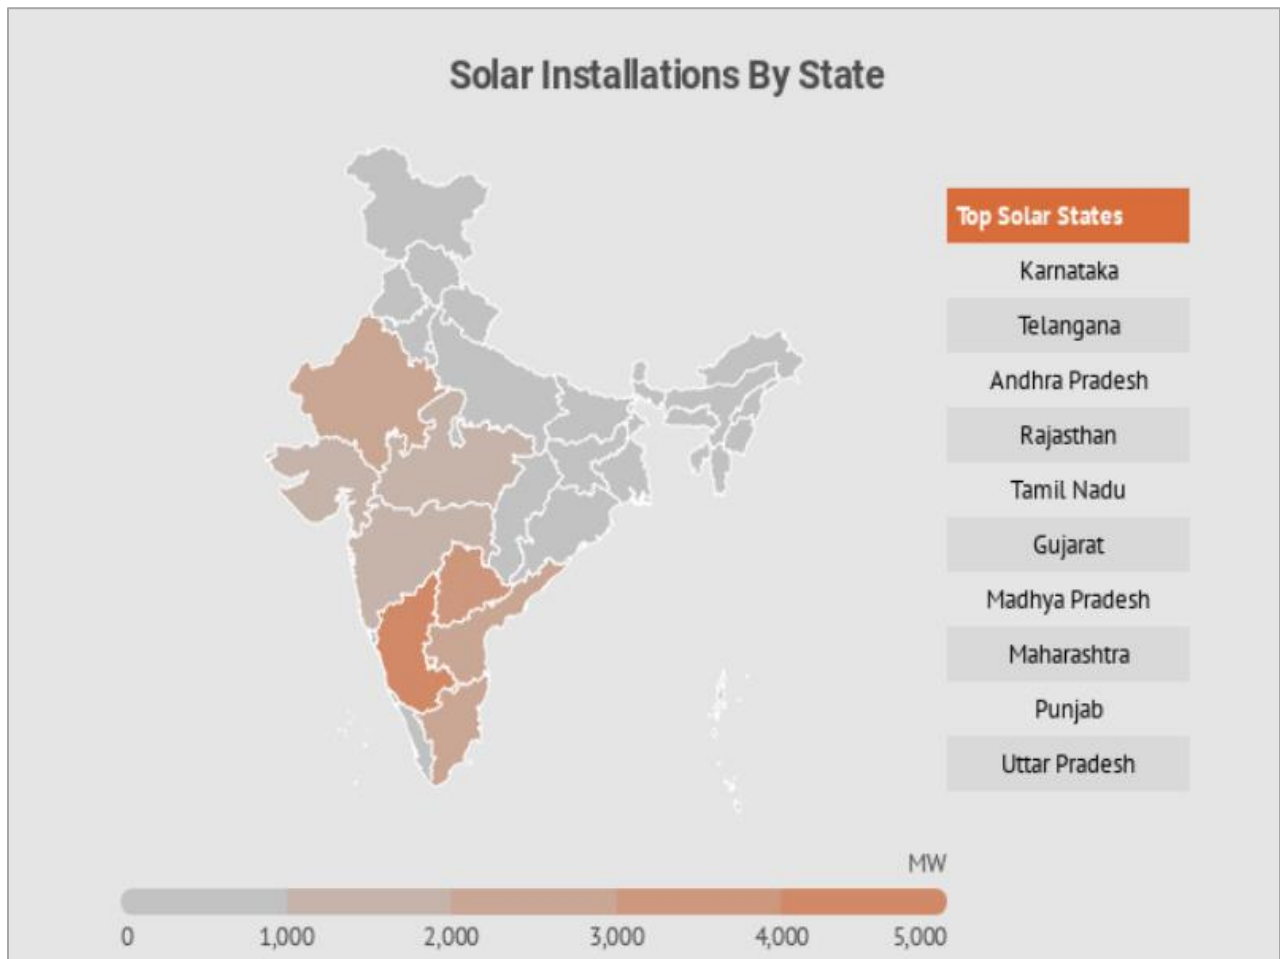 Solar Installations By State
Top Solar States
Karnataka
Telangana
Andhra Pradesh
Rajasthan
Tamil Nadu
Gujarat
Madhya Pradesh
Maharashtra
Punjab
Uttar Pradesh
MW
0 1,000 2,000 3,000 4,000 5,000